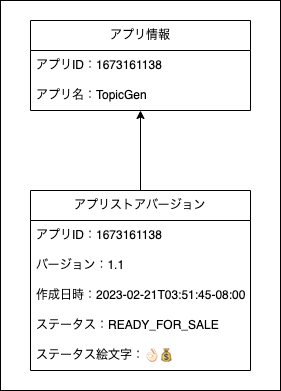 アプリ情報
アプリID：1673161138
アプリ名：TopicGen
アプリストアバージョン
アプリID：1673161138
バージョン：1.1
作成日時：2023-02-21T03:51:45-08:00
ステータス：READY_FOR_SALE
ステータス絵文字：👌🏻💰